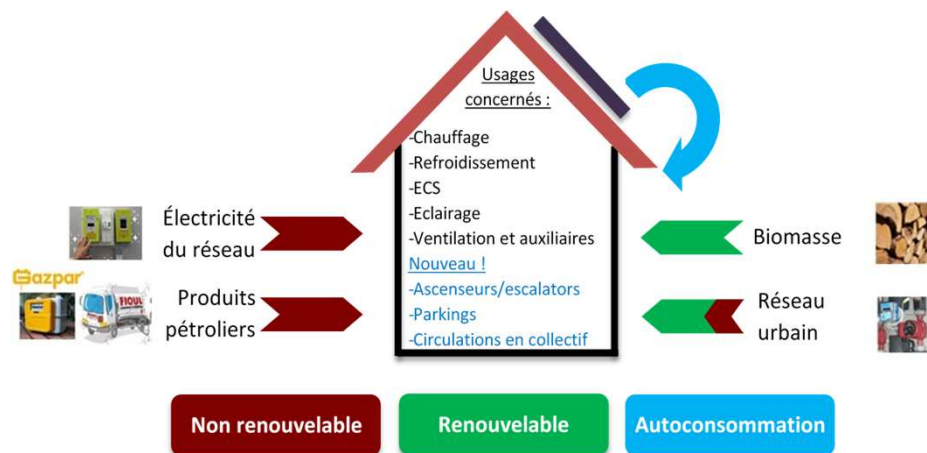 Usages
concernés :
-Chauffage
-Refroidissement
-ECS
-Eclairage
-Ventilation et auxiliaires
Nouveau !
-Ascenseurs/escalators
-Parkings
-Circulations en collectif
Électricité
du réseau
Gazpar
FIOUL
Produits
pétroliers
Biomasse
Réseau
urbain
Non renouvelable
Renouvelable
Autoconsommation